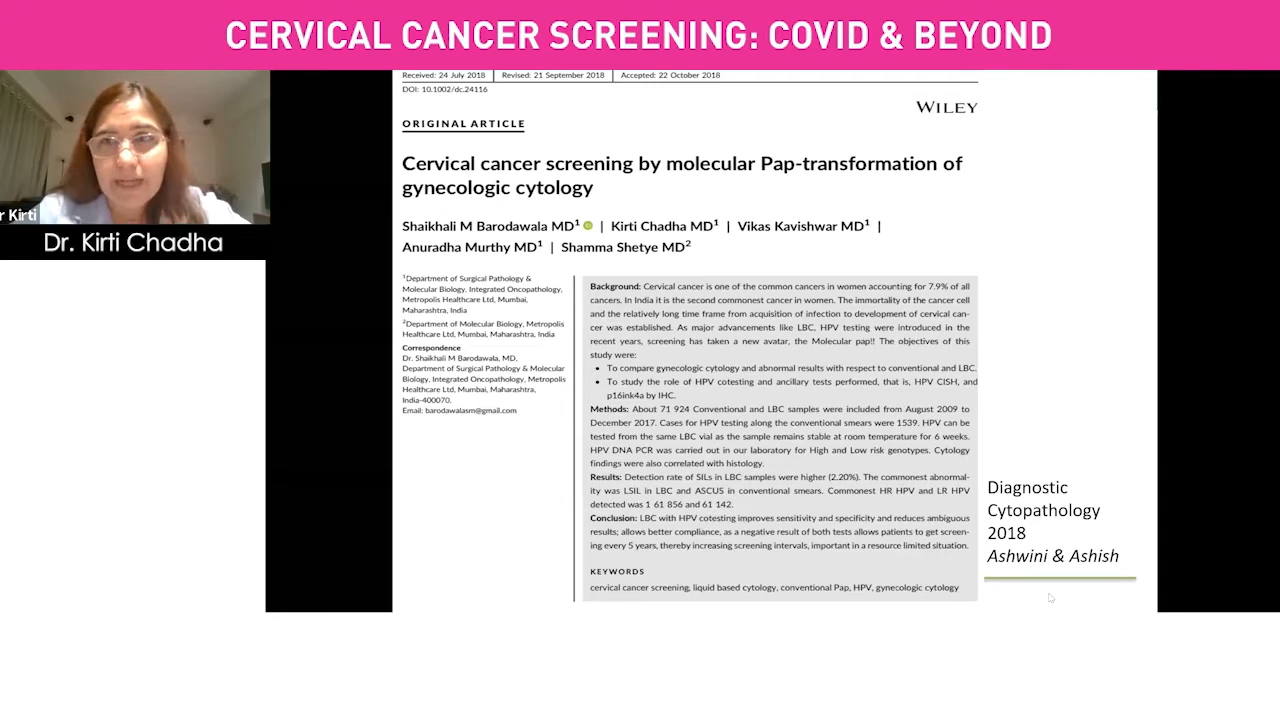 CERVICAL CANCER SCREENING: COVID & BEYOND
r Kirti
Dr. Kirti Chadha
Received: 24 July 2018 | Revised: 21 September 2018 | Accepted: 22 October 2018
DOI: 10.1002/dc.24116
WILEY
ORIGINAL ARTICLE
Cervical cancer screening by molecular Pap-transformation of
gynecologic cytology
Shaikhali M Barodawala MD1 | Kirti Chadha MD1 | Vikas Kavishwar MD1 |
Anuradha Murthy MD1 | Shamma Shetye MD2
1Department of Surgical Pathology &
Molecular Biology. Integrated Oncopathology,
Metropolis Healthcare Ltd, Mumbai,
Maharashtra, India
2Department of Molecular Biology, Metropolis
Healthcare Ltd, Mumbai, Maharashtra, India
Correspondence
Dr. Shaikhali M Barodawala, MD.
Department of Surgical Pathology & Molecular
Biology, Integrated Oncopathology, Metropolis
Healthcare Ltd, Mumbai, Maharashtra,
India-400070.
Email: barodawalasm@gmail.com
Background: Cervical cancer is one of the common cancers in women accounting for 7.9% of all
cancers. In India it is the second commonest cancer in women. The immortality of the cancer cell
and the relatively long time frame from acquisition of infection to development of cervical can-
cer was established. As major advancements like LBC, HPV testing were introduced in the
recent years, screening has taken a new avatar, the Molecular pap!! The objectives of this
study were:
• To compare gynecologic cytology and abnormal results with respect to conventional and LBC.
• To study the role of HPV cotesting and ancillary tests performed, that is, HPV CISH, and
p16ink4a by IHC.
Methods: About 71 924 Conventional and LBC samples were included from August 2009 to
December 2017. Cases for HPV testing along the conventional smears were 1539. HPV can be
tested from the same LBC vial as the sample remains stable at room temperature for 6 weeks.
HPV DNA PCR was carried out in our laboratory for High and Low risk genotypes. Cytology
findings were also correlated with histology.
Results: Detection rate of SILs in LBC samples were higher (2.20%). The commonest abnormal-
ity was LSIL in LBC and ASCUS in conventional smears. Commonest HR HPV and LR HPV
detected was 1 61 856 and 61 142.
Conclusion: LBC with HPV cotesting improves sensitivity and specificity and reduces ambiguous
results; allows better compliance, as a negative result of both tests allows patients to get screen-
ing every 5 years, thereby increasing screening intervals, important in a resource limited situation.
KEYWORDS
cervical cancer screening, liquid based cytology, conventional Pap, HPV, gynecologic cytology
Diagnostic
Cytopathology
2018
Ashwini & Ashish